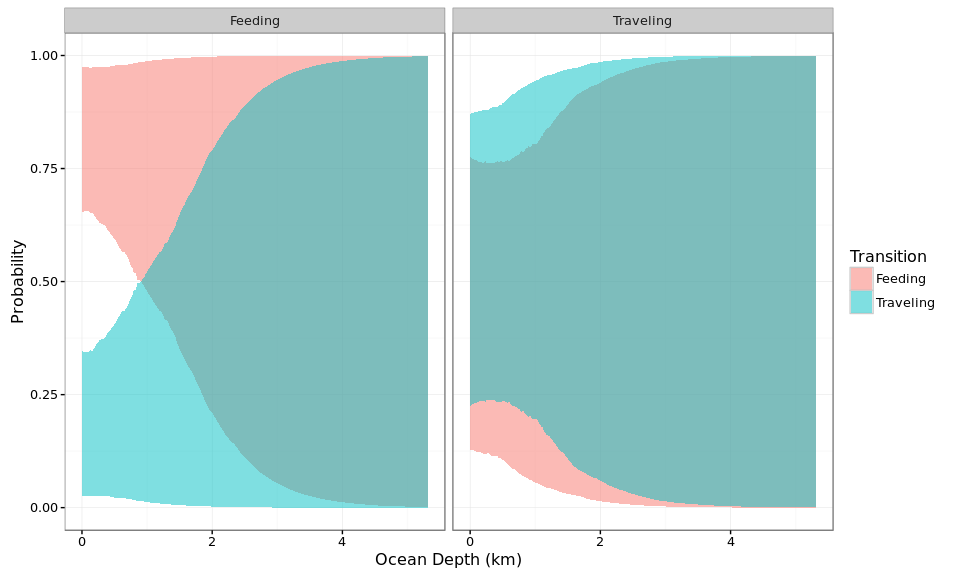 Feeding
Traveling
1.00
0.75
0.50
0.25
0.00
Probability
0 2 4
0 2 4
Ocean Depth (km)
Transition
Feeding
Traveling